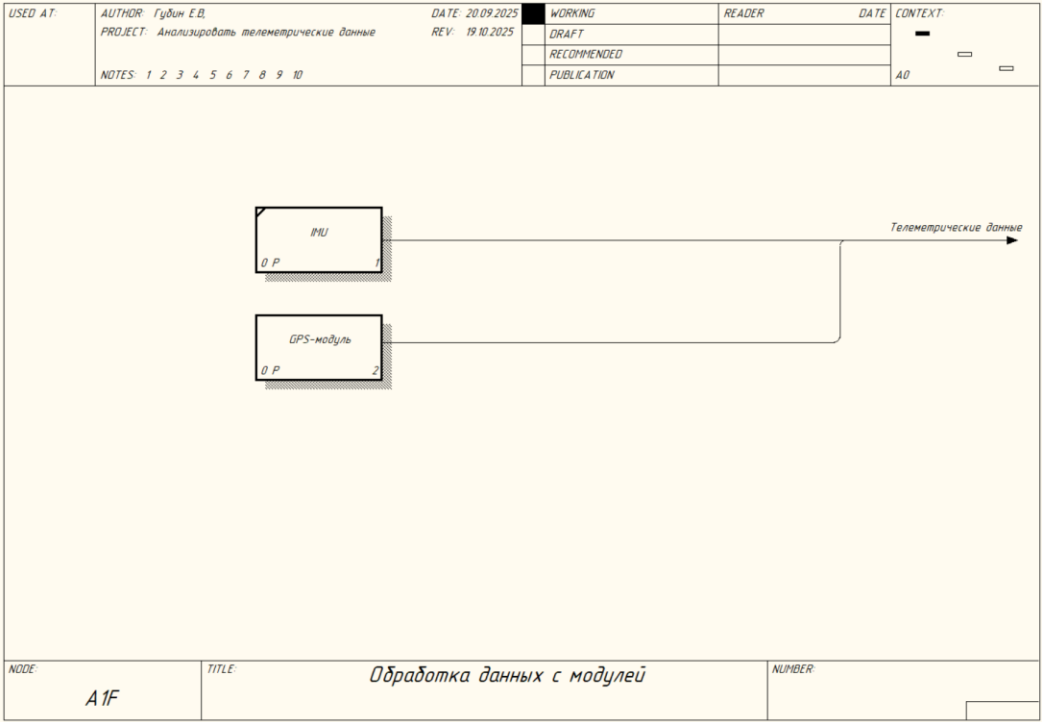 USED AT:
AUTHOR: Губин Е.В,
DATE: 20.09.2025
WORKING
READER
DATE
CONTEXT:
PROJECT: Анализировать телеметрические данные
REV: 19.10.2025
DRAFT
RECOMMENDED
NOTES: 1 2 3 4 5 6 7 8 9 10
PUBLICATION
A0
IMU
0 Р
1
Телеметрические данные
GPS-модуль
0 Р
2
NODE:
A1F
TITLE:
Обработка данных с модулей
NUMBER: